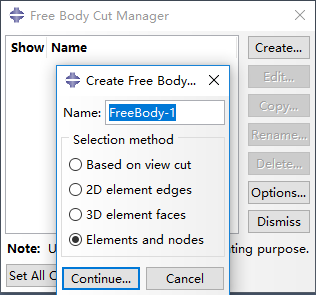 Free Body Cut Manager
Show Name
Create...
Edit...
Copy...
Rename...
Delete...
Options...
Dismiss
Create Free Body...
Name: FreeBody-1
Selection method
Based on view cut
2D element edges
3D element faces
Elements and nodes
Continue... Cancel
Note: ting purpose.
Set All